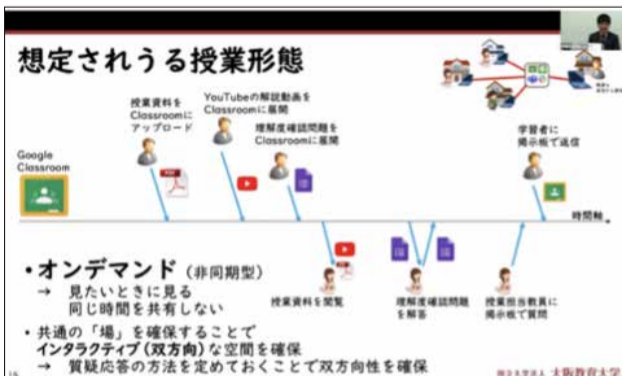 想定されうる授業形態
授業資料を
Classroomに
アップロード
YouTubeの解説動画を
Classroomに展開
理解度確認問題を
Classroomに展開
学習者に
掲示板で返信
Google
Classroom
PDF
時間軸
授業資料を閲覧
理解度確認問題
を解答
授業担当教員に
掲示板で質問
・オンデマンド（非同期型）
→ 見たいときに見る
同じ時間を共有しない
・共通の「場」を確保することで
インタラクティブ（双方向）な空間を確保
→ 質疑応答の方法を定めておくことで双方向性を確保
国立大学法人 大阪教育大学